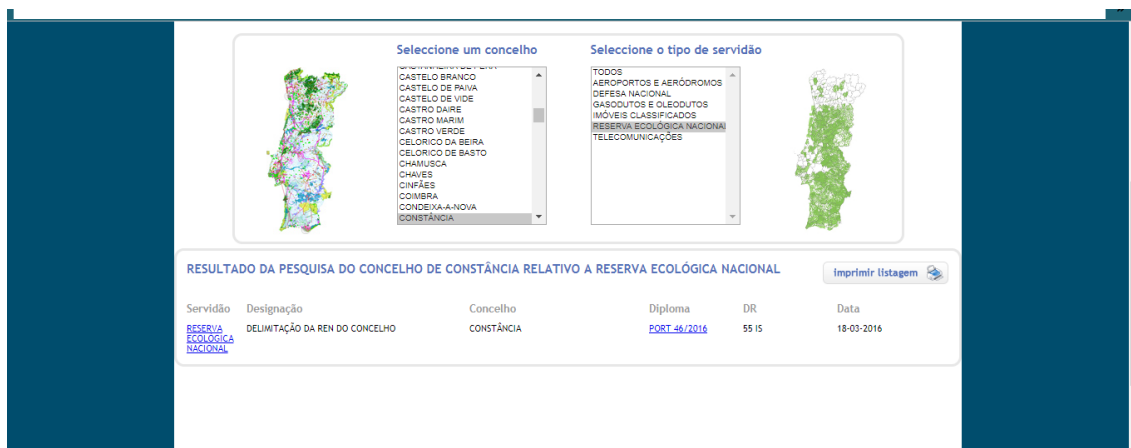 Seleccione um concelho
Seleccione o tipo de servidão
CASTANHEIRA DE PERA
CASTELO BRANCO
CASTELO DE PAIVA
CASTELO DE VIDE
CASTRO DAIRE
CASTRO MARIM
CASTRO VERDE
CELORICO DA BEIRA
CELORICO DE BASTO
CHAMUSCA
CHAVES
CINFÃES
COIMBRA
CONDEIXA-A-NOVA
CONSTÂNCIA
TODOS
AEROPORTOS E AERÓDROMOS
DEFESA NACIONAL
GASODUTOS E OLEODUTOS
IMÓVEIS CLASSIFICADOS
RESERVA ECOLÓGICA NACIONAL
TELECOMUNICAÇÕES
RESULTADO DA PESQUISA DO CONCELHO DE CONSTÂNCIA RELATIVO A RESERVA ECOLÓGICA NACIONAL
imprimir listagem
Servidão Designação Concelho Diploma DR Data
RESERVA DELIMITAÇÃO DA REN DO CONCELHO CONSTÂNCIA PORT 46/2016 55 IS 18-03-2016
ECOLÓGICA
NACIONAL